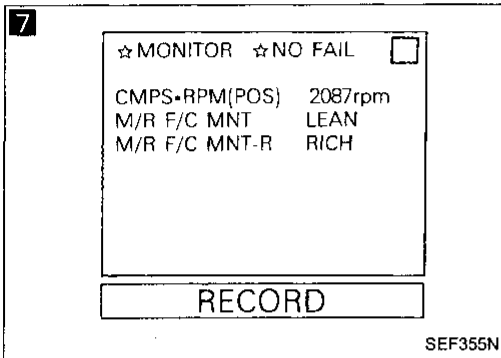 7
☆MONITOR ☆NO FAIL
CMPS•RPM(POS) 2087rpm
M/R F/C MNT LEAN
M/R F/C MNT-R RICH
RECORD
SEF355N